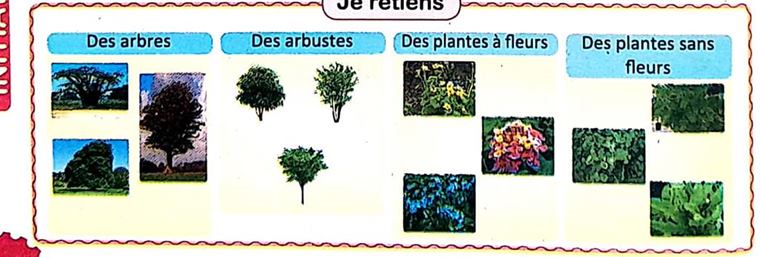 Je retiens
Des arbres
Des arbustes
Des plantes à fleurs
Des plantes sans
fleurs